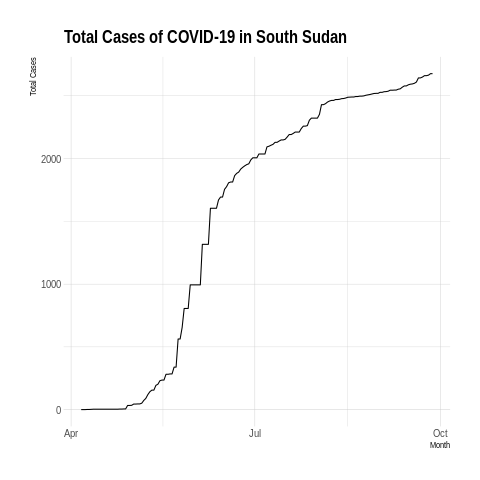 Total Cases of COVID-19 in South Sudan
Total Cases
2000
1000
0
Apr
Jul
Oct
Month